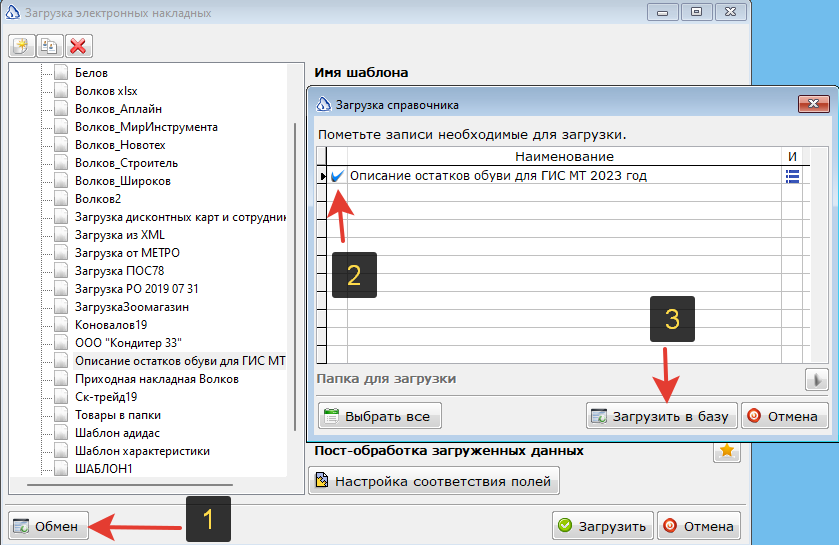 Загрузка электронных накладных
Имя шаблона
Белов
Волков xlsx
Волков_Аплайн
Волков_МирИнструмента
Волков_Новотех
Волков_Строитель
Волков_Широков
Волков2
Загрузка дисконтных карт и сотрудник
Загрузка из XML
Загрузка от МЕТРО
Загрузка ПОС78
Загрузка РО 2019 07 31
ЗагрузкаЗоомагазин
Коновалов19
ООО "Кондитер 33"
Описание остатков обуви для ГИС МТ
Приходная накладная Волков
Ск-трейд19
Товары в папки
Шаблон адидас
Шаблон характеристики
ШАБЛОН1
Загрузка справочника
Пометьте записи необходимые для загрузки.
Наименование И
Описание остатков обуви для ГИС МТ 2023 год
2
3
Папка для загрузки
Выбрать все Загрузить в базу Отмена
Пост-обработка загруженных данных
Настройка соответствия полей
Обмен 1 Загрузить Отмена